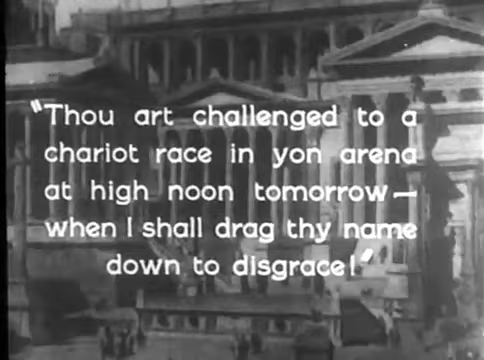 "Thou art challenged to a
chariot race in yon arena
at high noon tomorrow—
when I shall drag thy name
down to disgrace!"